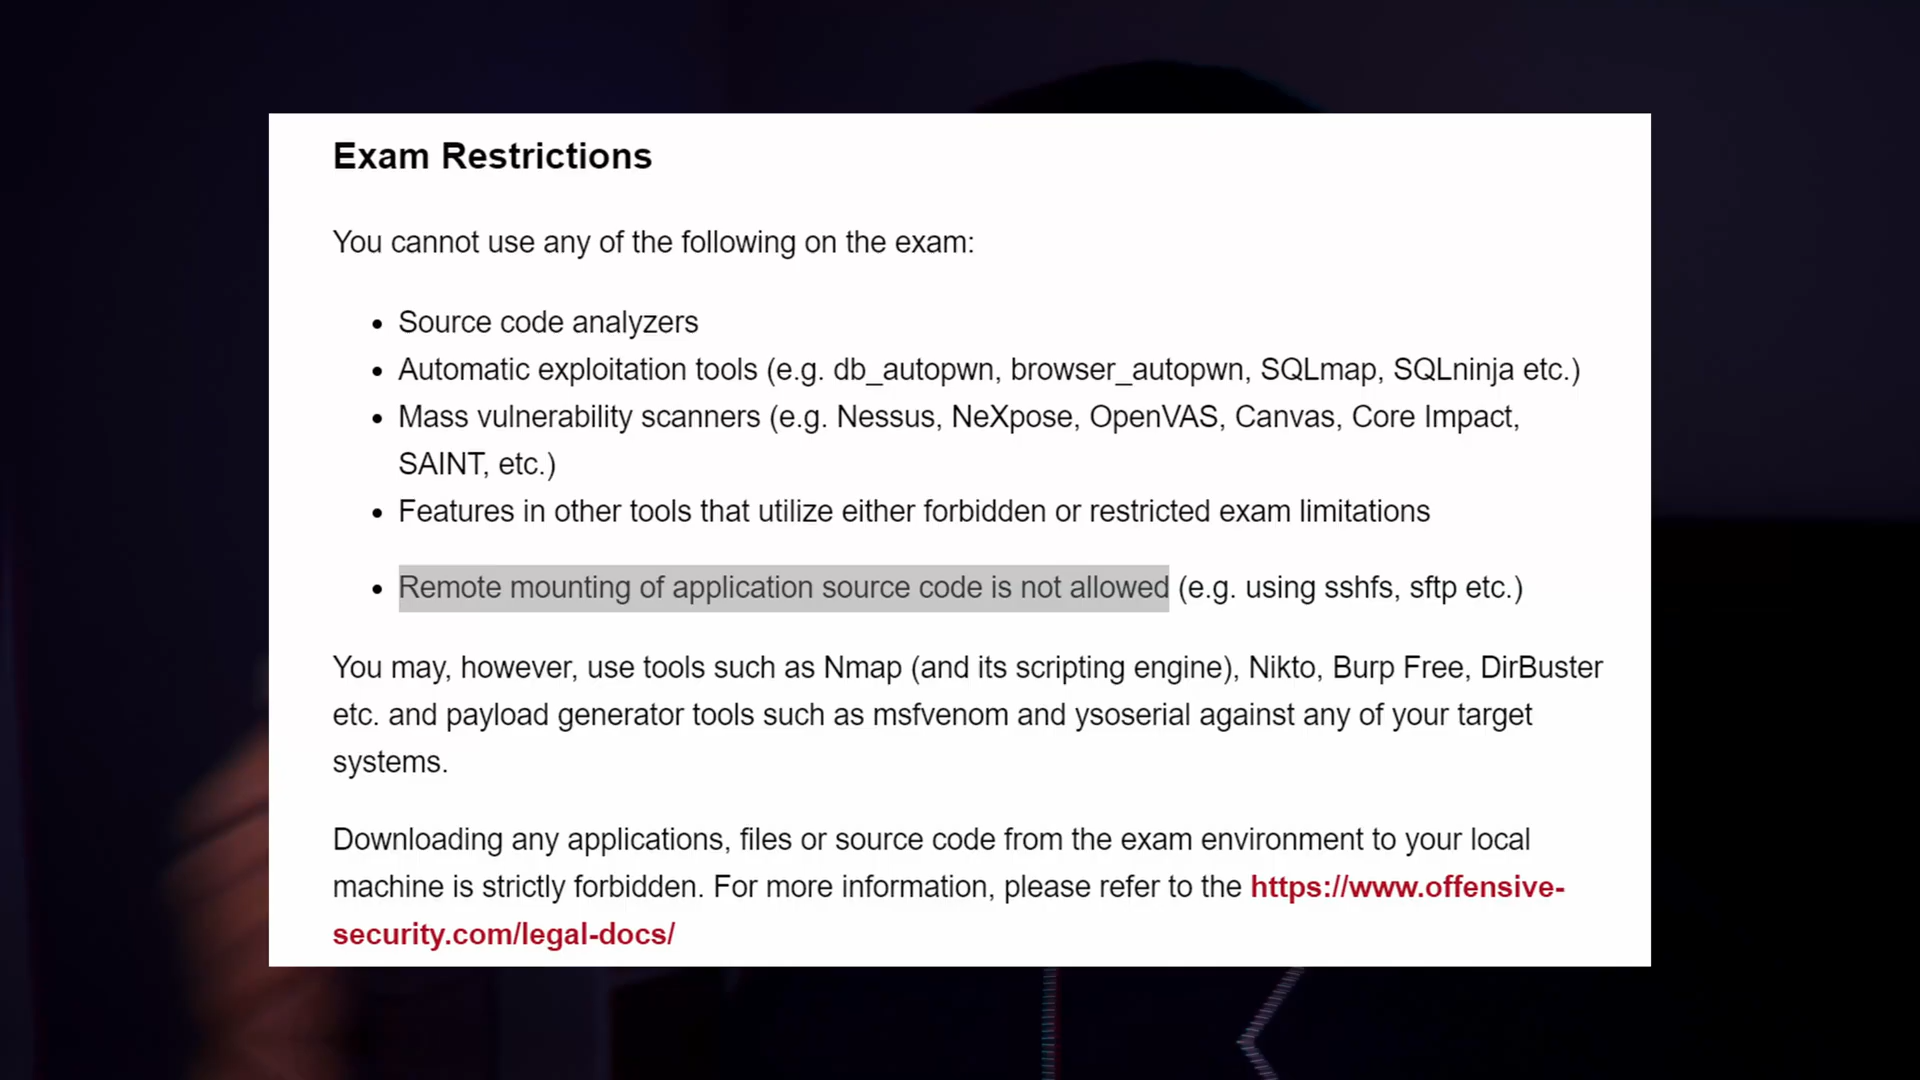 Exam Restrictions
You cannot use any of the following on the exam:
• Source code analyzers
• Automatic exploitation tools (e.g. db_autopwn, browser_autopwn, SQLmap, SQLninja etc.)
• Mass vulnerability scanners (e.g. Nessus, NeXpose, OpenVAS, Canvas, Core Impact,
SAINT, etc.)
• Features in other tools that utilize either forbidden or restricted exam limitations
• Remote mounting of application source code is not allowed (e.g. using sshfs, sftp etc.)
You may, however, use tools such as Nmap (and its scripting engine), Nikto, Burp Free, DirBuster
etc. and payload generator tools such as msfvenom and ysoserial against any of your target
systems.
Downloading any applications, files or source code from the exam environment to your local
machine is strictly forbidden. For more information, please refer to the https://www.offensive-
security.com/legal-docs/